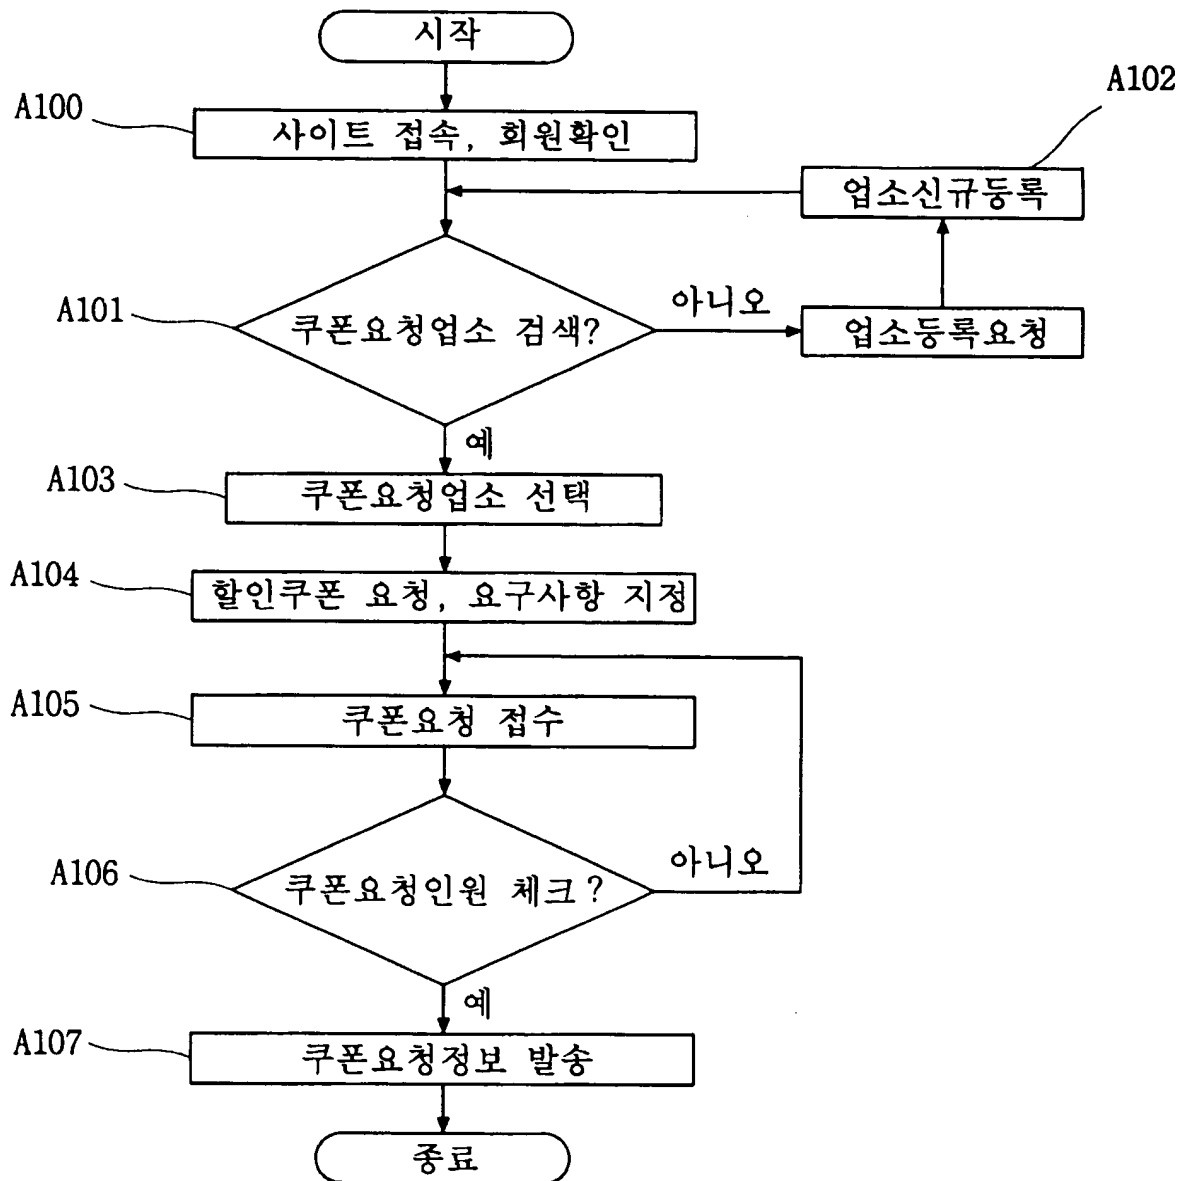 시작
A100
사이트 접속, 회원확인
A102
업소신규등록
A101
쿠폰요청업소 검색?
아니오
업소등록요청
예
A103
쿠폰요청업소 선택
A104
할인쿠폰 요청, 요구사항 지정
A105
쿠폰요청 접수
A106
쿠폰요청인원 체크?
아니오
예
A107
쿠폰요청정보 발송
종료